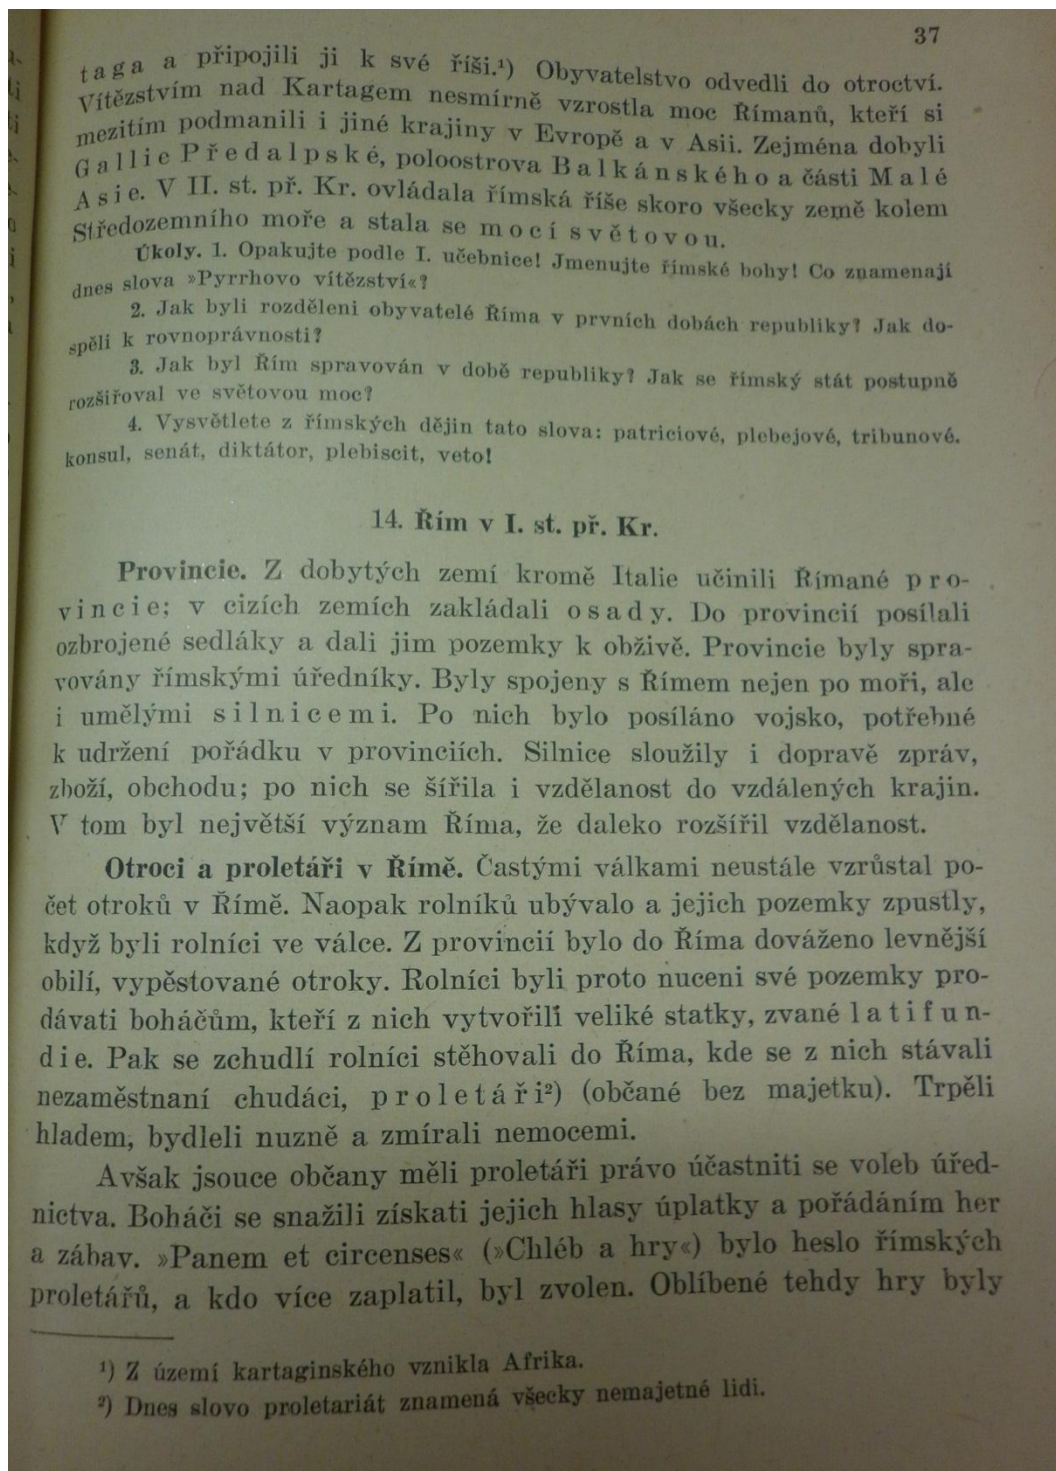 37
taga a připojili ji k své říši.¹) Obyvatelstvo odvedli do otroctví.
Vítězstvím nad Kartagem nesmírně vzrostla moc Římanů, kteří si
mezitím podmanili i jiné krajiny v Evropě a v Asii. Zejména dobyli
Gallie Předalpské, poloostrova Balkánského a části Malé
Asie. V II. st. př. Kr. ovládala římská říše skoro všecky země kolem
Středozemního moře a stala se mocí světovou.
Úkoly. 1. Opakujte podle I. učebnice! Jmenujte římské bohy! Co znamenají
dnes slova »Pyrrhovo vítězství«?
2. Jak byli rozděleni obyvatelé Říma v prvních dobách republiky? Jak do-
spěli k rovnoprávnosti?
3. Jak byl Řím spravován v době republiky? Jak se římský stát postupně
rozšiřoval ve světovou moc?
4. Vysvětlete z římských dějin tato slova: patriciové, plebejové, tribunové.
konsul, senát, diktátor, plebiscit, veto!
14. Řím v I. st. př. Kr.
Provincie. Z dobytých zemí kromě Italie učinili Římané pro-
vincie; v cizích zemích zakládali osady. Do provincií posílali
ozbrojené sedláky a dali jim pozemky k obživě. Provincie byly spra-
vovány římskými úředníky. Byly spojeny s Římem nejen po moři, ale
i umělými silnicemi. Po nich bylo posíláno vojsko, potřebné
k udržení pořádku v provinciích. Silnice sloužily i dopravě zpráv,
zboží, obchodu; po nich se šířila i vzdělanost do vzdálených krajin.
V tom byl největší význam Říma, že daleko rozšířil vzdělanost.
Otroci a proletáři v Římě. Častými válkami neustále vzrůstal po-
čet otroků v Římě. Naopak rolníků ubývalo a jejich pozemky zpustly,
když byli rolníci ve válce. Z provincií bylo do Říma dováženo levnější
obilí, vypěstované otroky. Rolníci byli proto nuceni své pozemky pro-
dávati boháčům, kteří z nich vytvořili veliké statky, zvané latifun-
die. Pak se zchudlí rolníci stěhovali do Říma, kde se z nich stávali
nezaměstnaní chudáci, proletáři²) (občané bez majetku). Trpěli
hladem, bydleli nuzně a zmírali nemocemi.
Avšak jsouce občany měli proletáři právo účastniti se voleb úřed-
nictva. Boháči se snažili získati jejich hlasy úplatky a pořádáním her
a zábav. »Panem et circenses« (»Chléb a hry«) bylo heslo římských
proletářů, a kdo více zaplatil, byl zvolen. Oblíbené tehdy hry byly
¹) Z území kartaginského vznikla Afrika.
²) Dnes slovo proletariát znamená všecky nemajetné lidi.